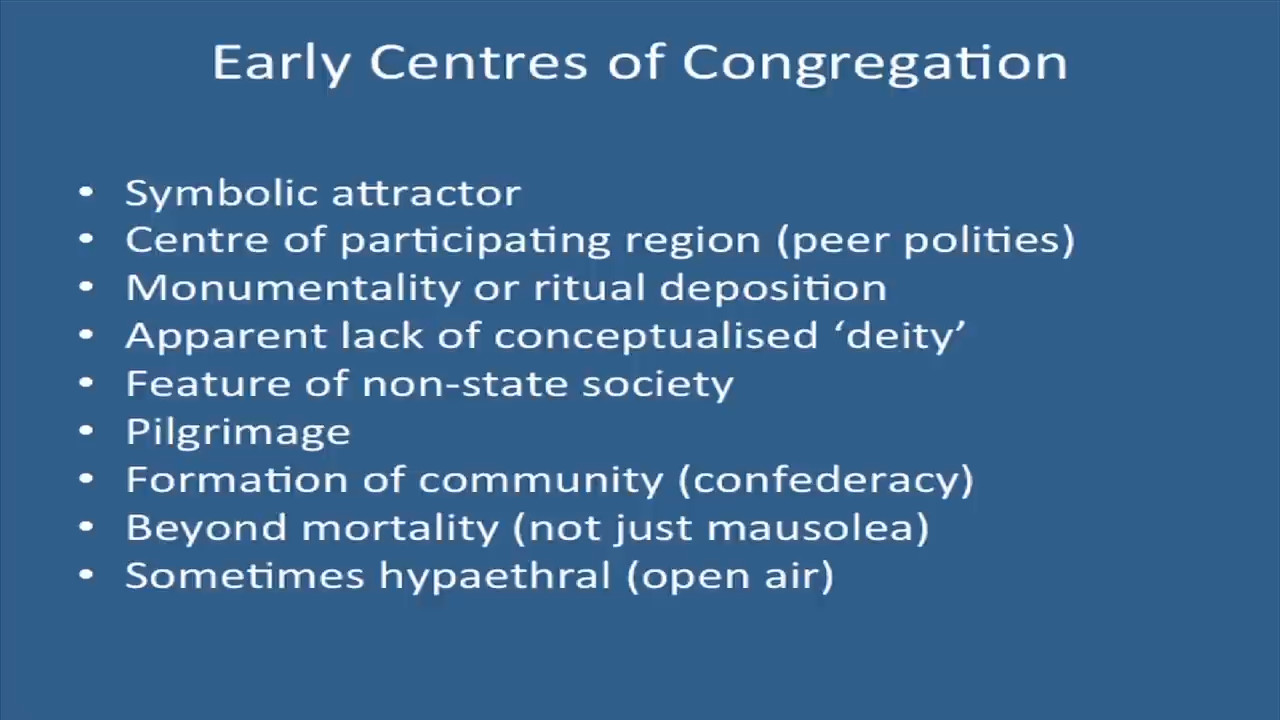 Early Centres of Congregation
• Symbolic attractor
• Centre of participating region (peer polities)
• Monumentality or ritual deposition
• Apparent lack of conceptualised ‘deity’
• Feature of non-state society
• Pilgrimage
• Formation of community (confederacy)
• Beyond mortality (not just mausolea)
• Sometimes hypaethral (open air)